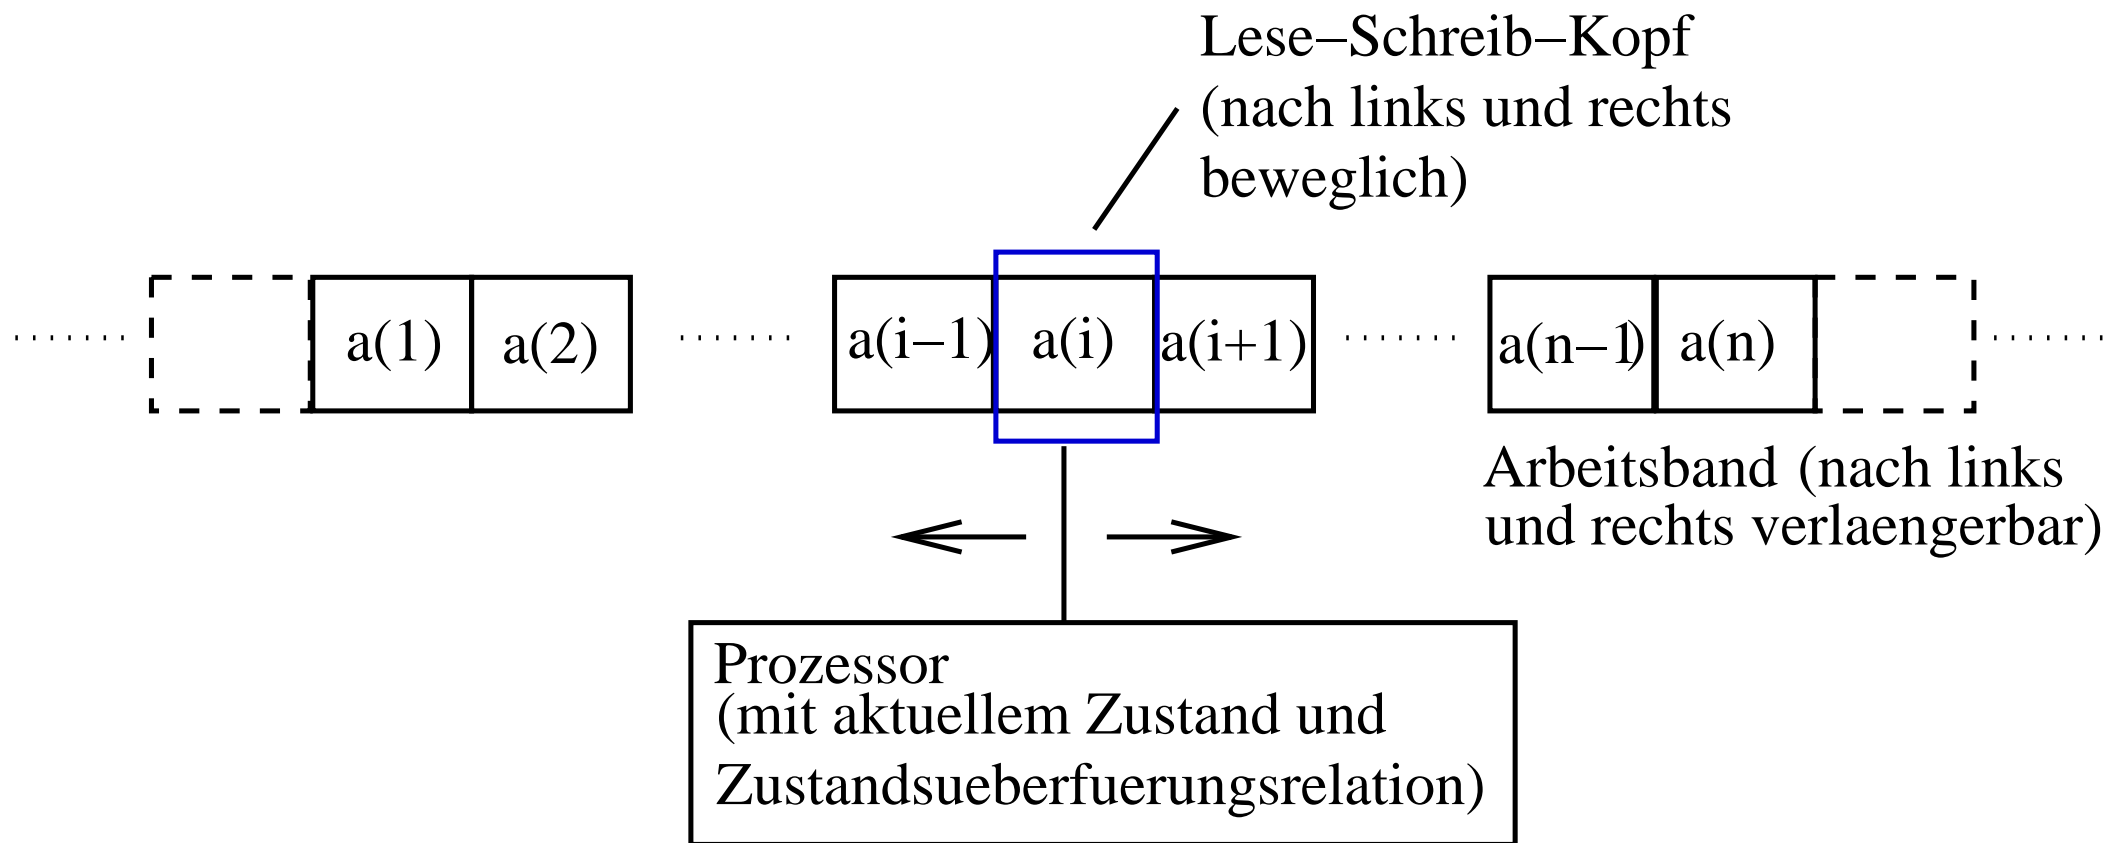 Lese–Schreib–Kopf
(nach links und rechts
beweglich)
a(1) a(2) a(i–1) a(i) a(i+1) a(n–1) a(n)
Arbeitsband (nach links
und rechts verlaengerbar)
Prozessor
(mit aktuellem Zustand und
Zustandsueberfuerungsrelation)